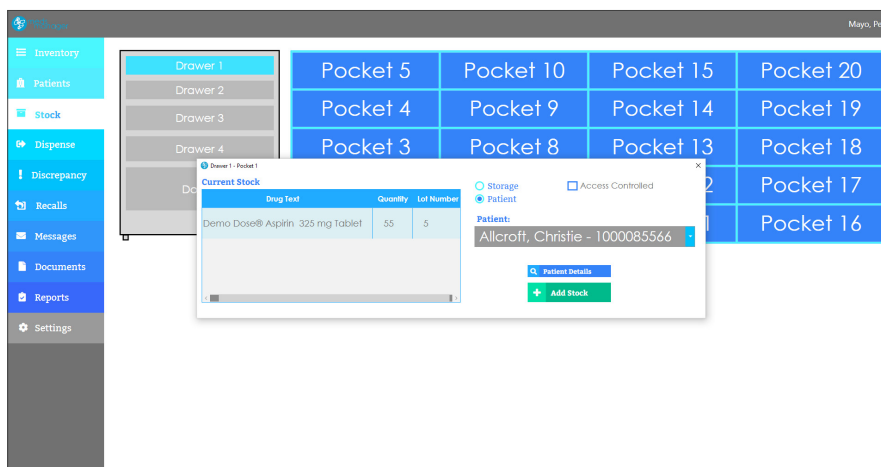 Mayo, Pe
Inventory
Patients
Stock
Dispense
Discrepancy
Recalls
Messages
Documents
Reports
Settings
Drawer 1
Drawer 2
Drawer 3
Drawer 4
Pocket 5 Pocket 10 Pocket 15 Pocket 20
Pocket 4 Pocket 9 Pocket 14 Pocket 19
Pocket 3 Pocket 8 Pocket 13 Pocket 18
2 Pocket 17
1 Pocket 16
Drawer 1 - Pocket 1
Current Stock
Drug Text Quantity Lot Number
Demo Dose® Aspirin 325 mg Tablet 55 5
Storage
Patient
Access Controlled
Patient:
Allcroft, Christie - 1000085566
Patient Details
Add Stock